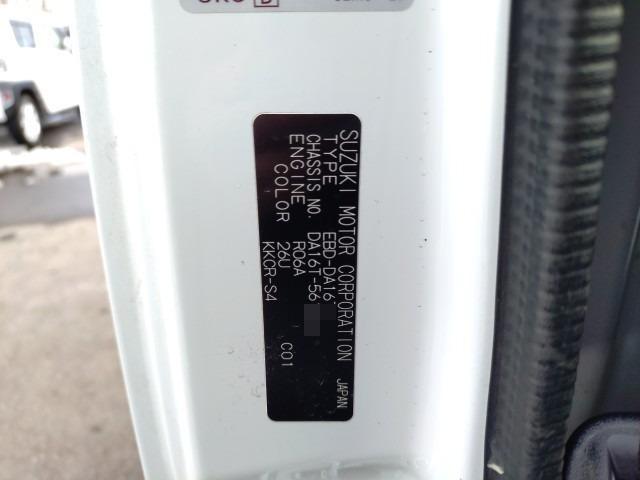 SUZUKI MOTOR CORPORATION JAPAN
TYPE EBD-DA16
CHASSIS NO. DA16T-56
ENGINE R06A
COLOR 26U C01
KKCR-S4